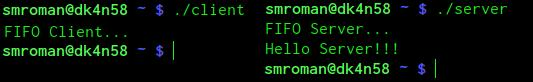 smroman@dk4n58 ~ $ ./client
FIFO Client...
smroman@dk4n58 ~ $
smroman@dk4n58 ~ $ ./server
FIFO Server...
Hello Server!!!
smroman@dk4n58 ~ $